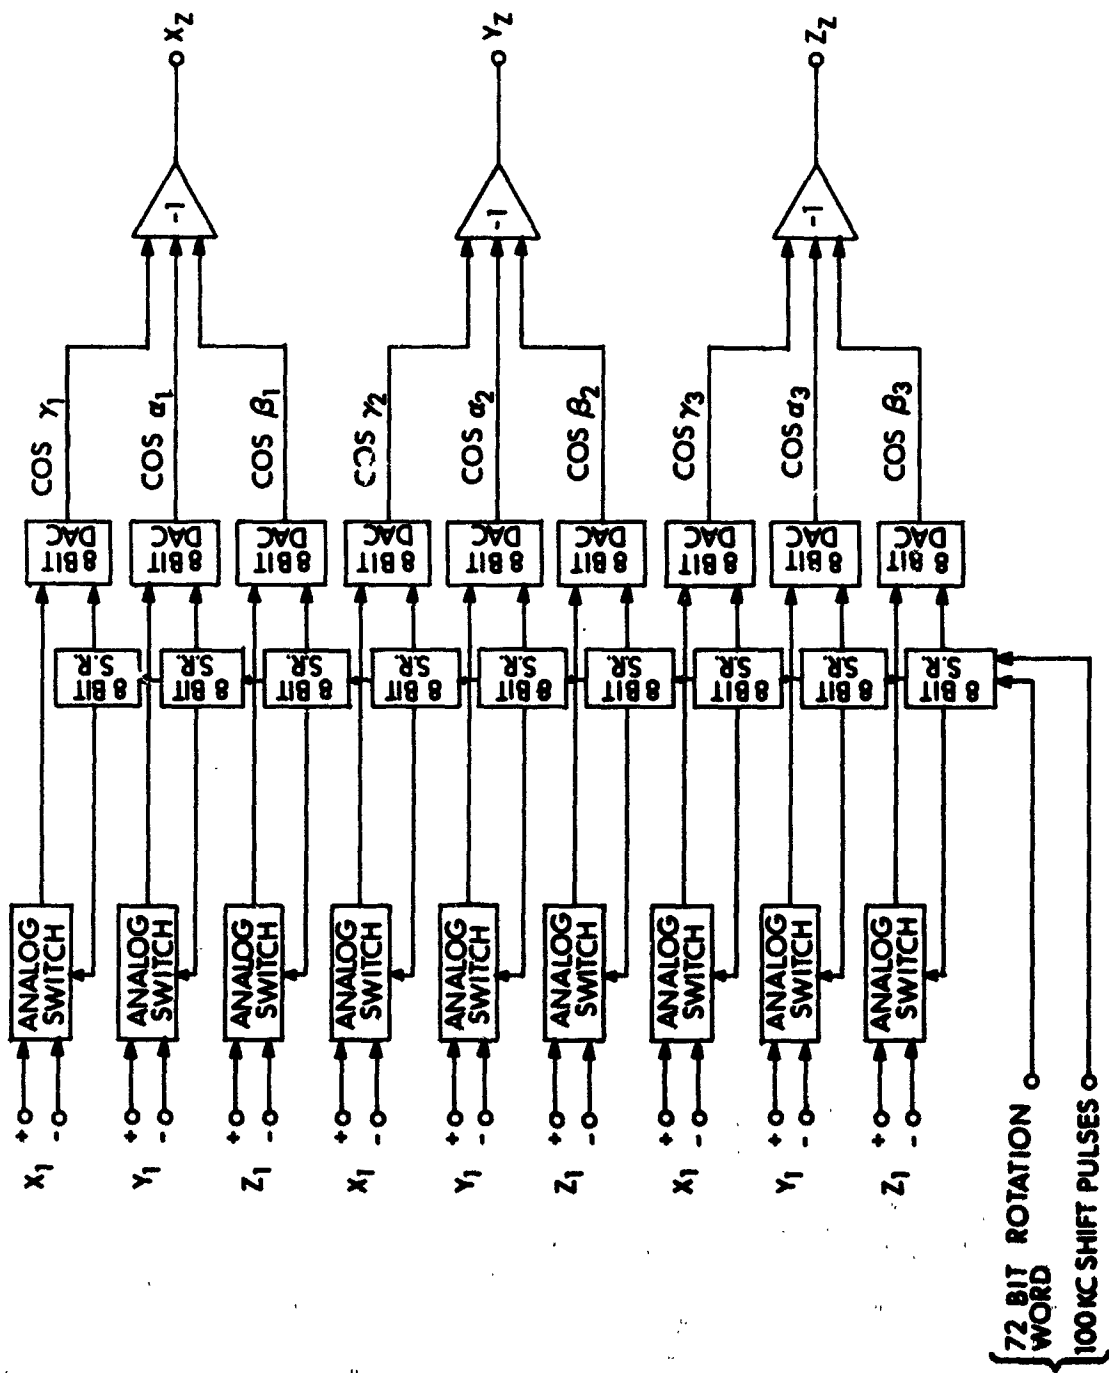 X1 + -
ANALOG SWITCH
8 BIT S.R.
8 BIT DAC
COS γ1
Y1 + -
ANALOG SWITCH
8 BIT S.R.
8 BIT DAC
COS α1
Z1 + -
ANALOG SWITCH
8 BIT S.R.
8 BIT DAC
COS β1
-1
XZ
X1 + -
ANALOG SWITCH
8 BIT S.R.
8 BIT DAC
COS γ2
Y1 + -
ANALOG SWITCH
8 BIT S.R.
8 BIT DAC
COS α2
Z1 + -
ANALOG SWITCH
8 BIT S.R.
8 BIT DAC
COS β2
-1
YZ
X1 + -
ANALOG SWITCH
8 BIT S.R.
8 BIT DAC
COS γ3
Y1 + -
ANALOG SWITCH
8 BIT S.R.
8 BIT DAC
COS α3
Z1 + -
ANALOG SWITCH
8 BIT S.R.
8 BIT DAC
COS β3
-1
ZZ
72 BIT ROTATION
WORD
100KC SHIFT PULSES